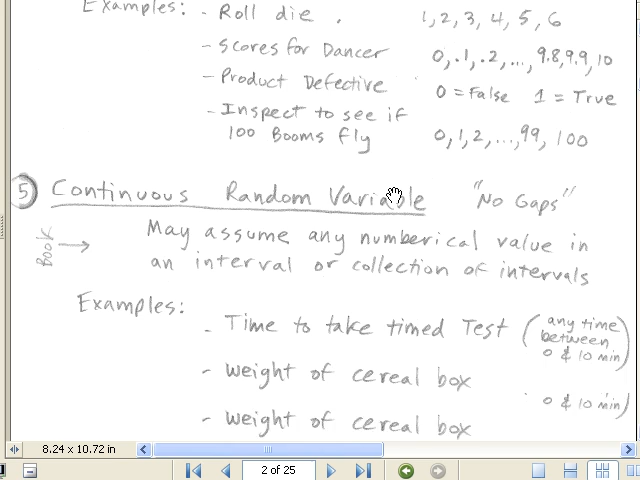 Examples: - Roll die . 1, 2, 3, 4, 5, 6
- Scores for Dancer 0, .1, .2, ..., 9.8, 9.9, 10
- Product Defective 0 = False 1 = True
- Inspect to see if
100 Booms fly 0, 1, 2, ..., 99, 100
5 Continuous Random Variable "No Gaps"
Book → May assume any numberical value in
an interval or collection of intervals
Examples:
- Time to take timed Test (any time
between
0 & 10 min)
- weight of cereal box
0 & 10 min)
- weight of cereal box
8.24 x 10.72 in
2 of 25